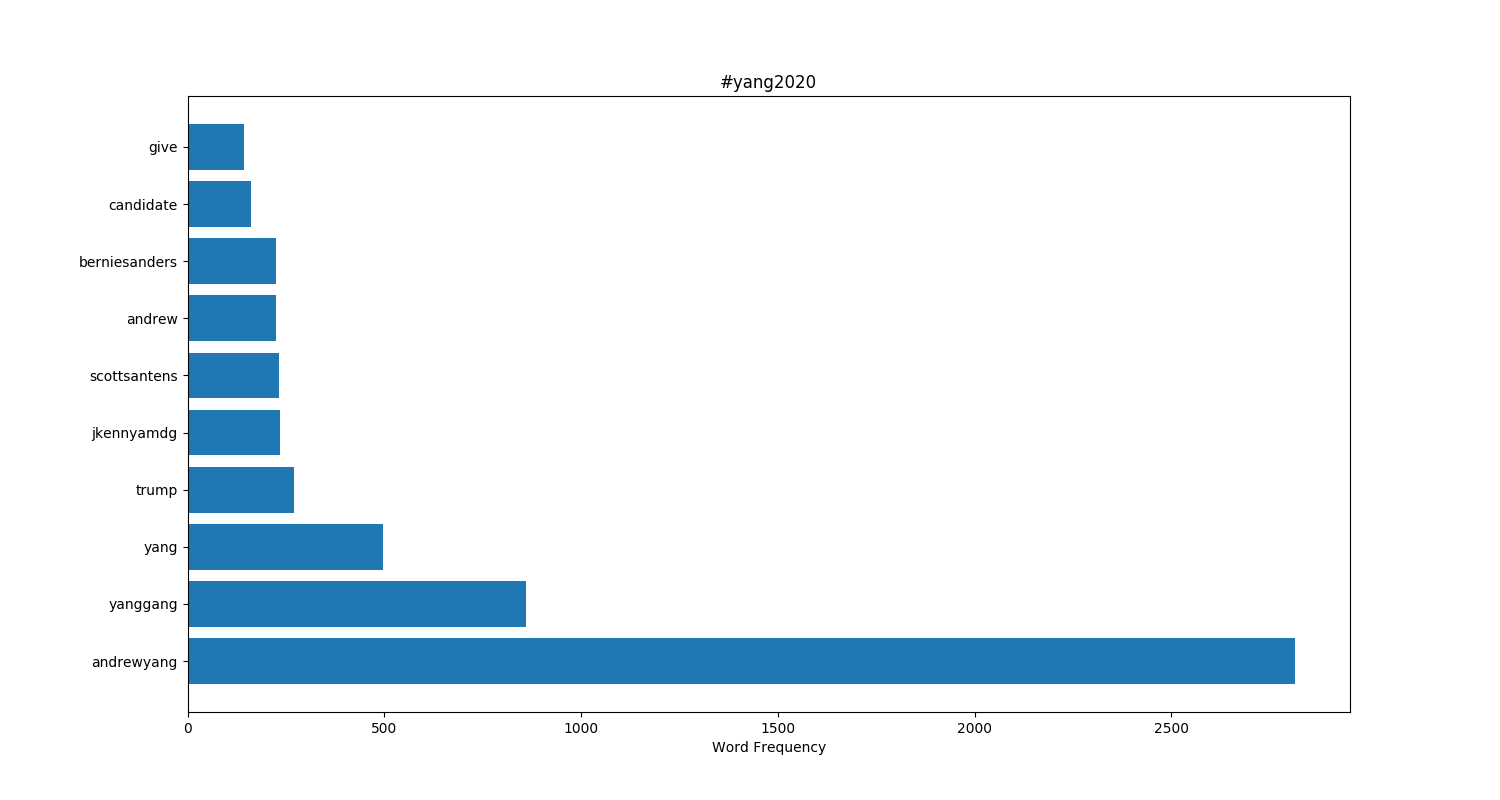 #yang2020
give
candidate
berniesanders
andrew
scottsantens
jkennyamdg
trump
yang
yanggang
andrewyang
0 500 1000 1500 2000 2500
Word Frequency